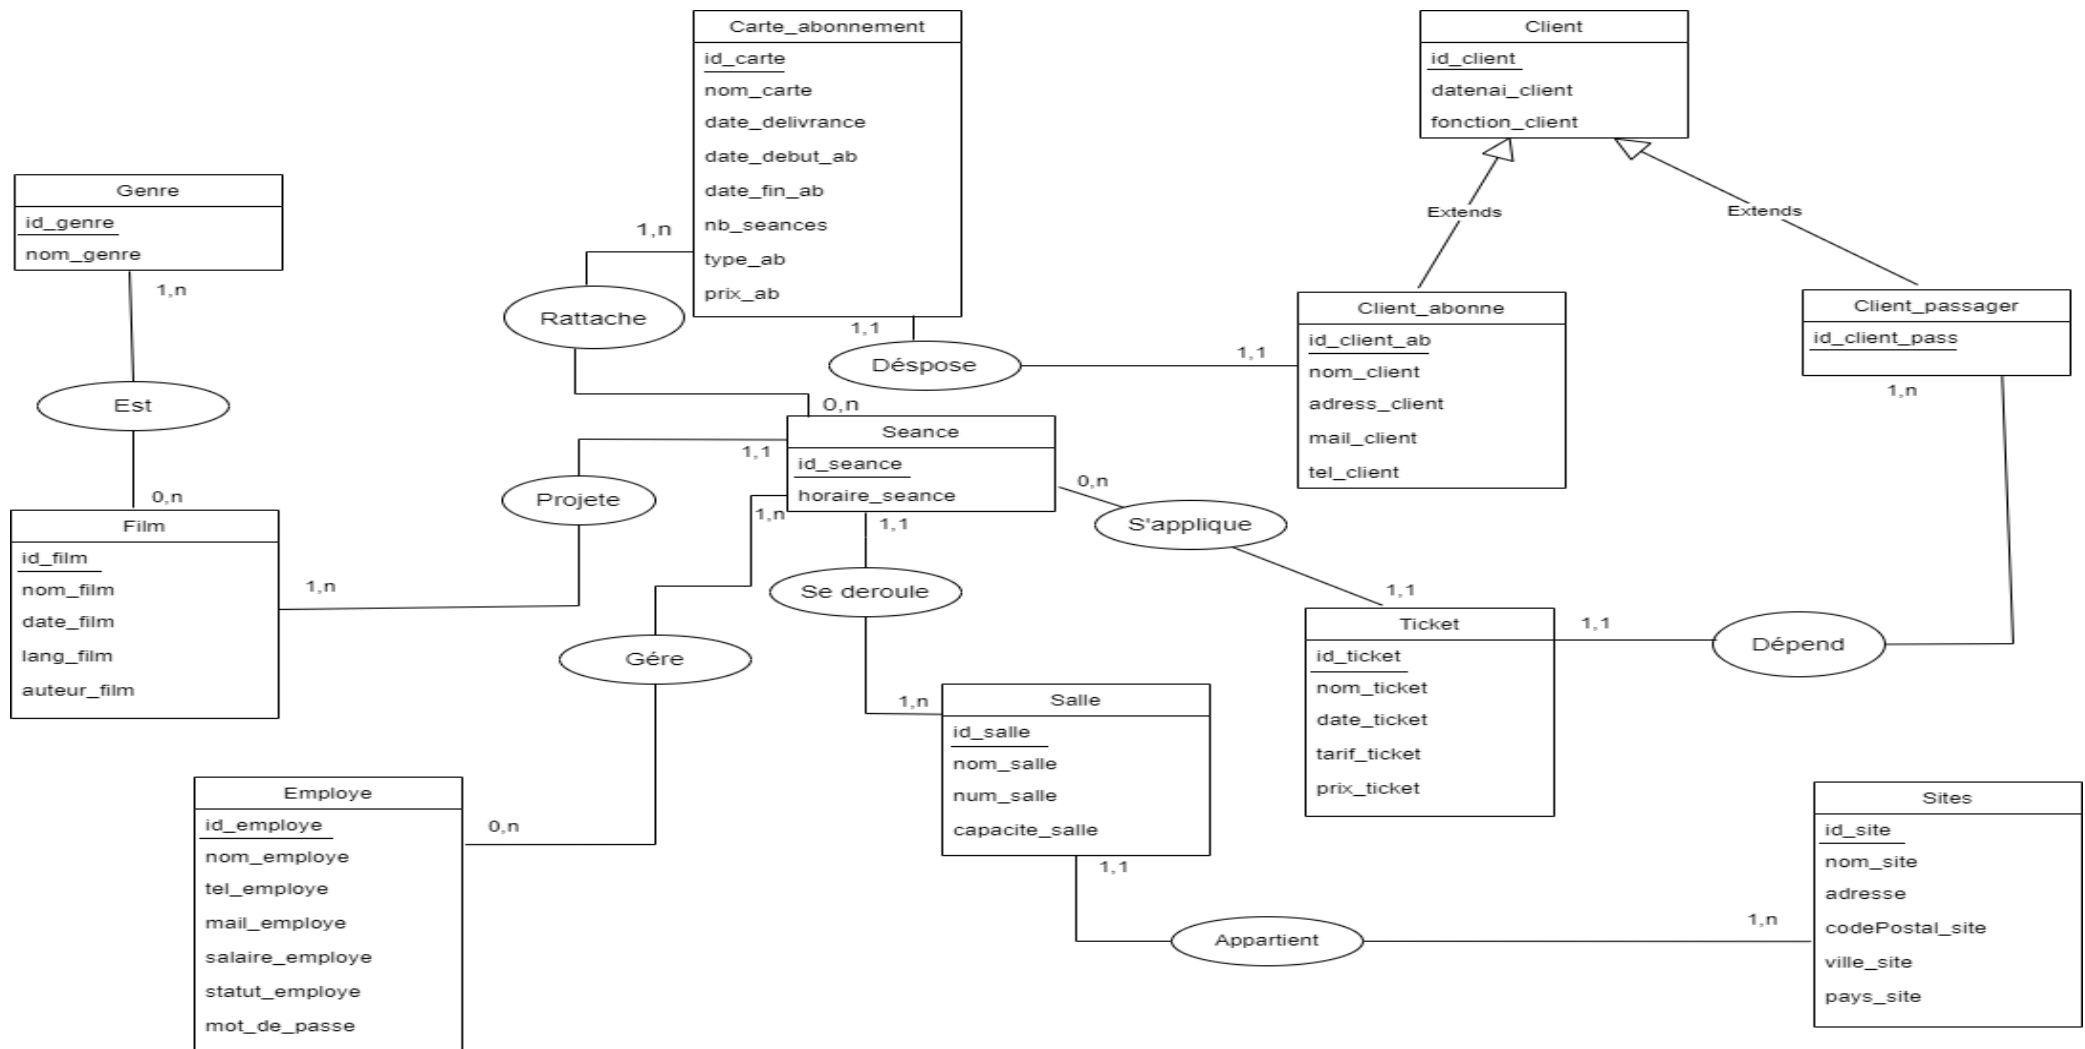 Carte_abonnement
id_carte
nom_carte
date_delivrance
date_debut_ab
date_fin_ab
nb_seances
type_ab
prix_ab
Client
id_client
datenai_client
fonction_client
Extends
Extends
Genre
id_genre
nom_genre
1,n
Est
0,n
1,n
Rattache
0,n
1,1
Déspose
1,1
Client_abonne
id_client_ab
nom_client
adress_client
mail_client
tel_client
Client_passager
id_client_pass
1,n
Seance
id_seance
horaire_seance
1,1
Projete
1,n
Film
id_film
nom_film
date_film
lang_film
auteur_film
1,n
Gére
0,n
1,1
Se deroule
1,n
0,n
S'applique
1,1
Ticket
id_ticket
nom_ticket
date_ticket
tarif_ticket
prix_ticket
1,1
Dépend
Salle
id_salle
nom_salle
num_salle
capacite_salle
1,1
Appartient
1,n
Employe
id_employe
nom_employe
tel_employe
mail_employe
salaire_employe
statut_employe
mot_de_passe
Sites
id_site
nom_site
adresse
codePostal_site
ville_site
pays_site